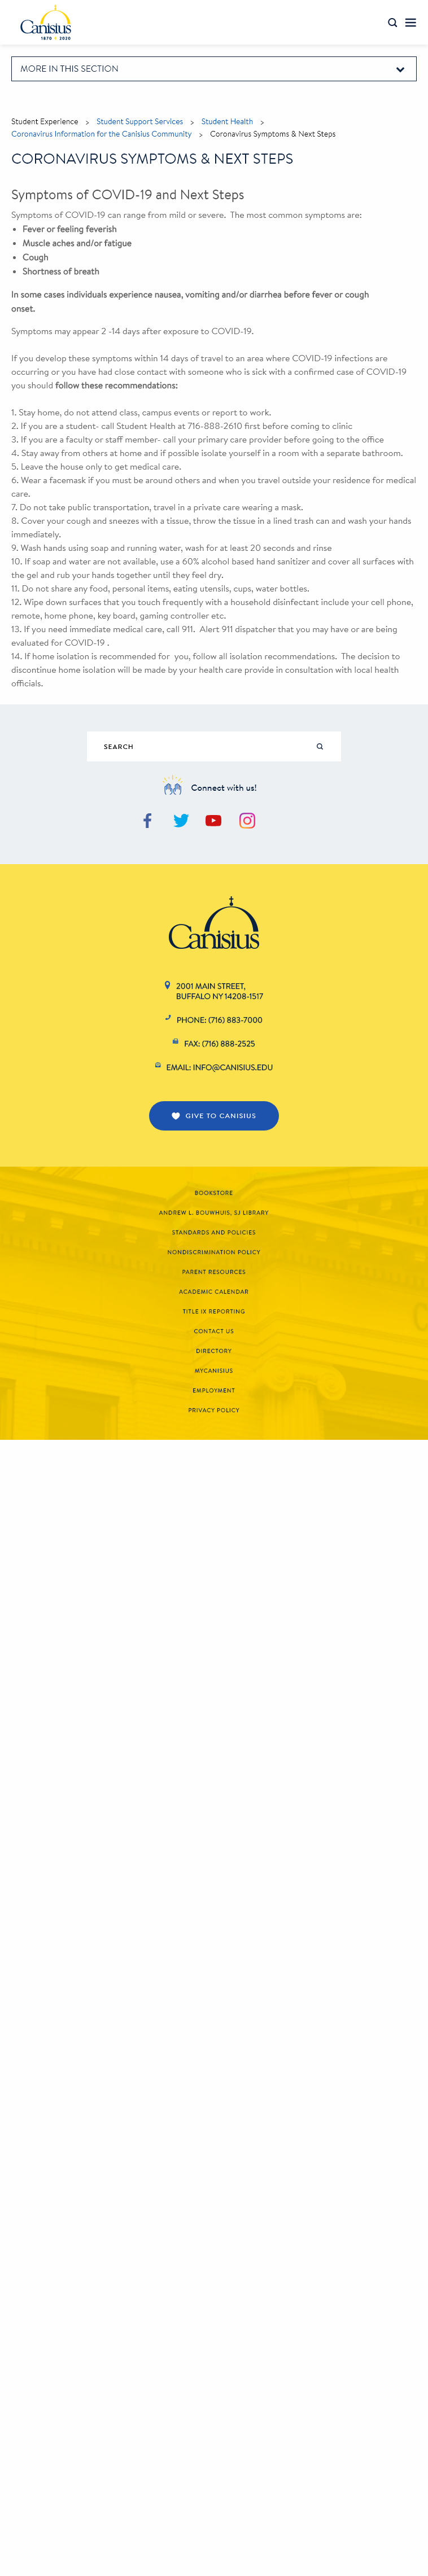 Canisius
1870 2020
MORE IN THIS SECTION
Student Experience > Student Support Services > Student Health >
Coronavirus Information for the Canisius Community > Coronavirus Symptoms & Next Steps
CORONAVIRUS SYMPTOMS & NEXT STEPS
Symptoms of COVID-19 and Next Steps
Symptoms of COVID-19 can range from mild or severe.  The most common symptoms are:
• Fever or feeling feverish
• Muscle aches and/or fatigue
• Cough
• Shortness of breath
In some cases individuals experience nausea, vomiting and/or diarrhea before fever or cough
onset.
Symptoms may appear 2 -14 days after exposure to COVID-19.
If you develop these symptoms within 14 days of travel to an area where COVID-19 infections are
occurring or you have had close contact with someone who is sick with a confirmed case of COVID-19
you should follow these recommendations:
1. Stay home, do not attend class, campus events or report to work.
2. If you are a student- call Student Health at 716-888-2610 first before coming to clinic
3. If you are a faculty or staff member- call your primary care provider before going to the office
4. Stay away from others at home and if possible isolate yourself in a room with a separate bathroom.
5. Leave the house only to get medical care.
6. Wear a facemask if you must be around others and when you travel outside your residence for medical
care.
7. Do not take public transportation, travel in a private care wearing a mask.
8. Cover your cough and sneezes with a tissue, throw the tissue in a lined trash can and wash your hands
immediately.
9. Wash hands using soap and running water, wash for at least 20 seconds and rinse
10. If soap and water are not available, use a 60% alcohol based hand sanitizer and cover all surfaces with
the gel and rub your hands together until they feel dry.
11. Do not share any food, personal items, eating utensils, cups, water bottles.
12. Wipe down surfaces that you touch frequently with a household disinfectant include your cell phone,
remote, home phone, key board, gaming controller etc.
13. If you need immediate medical care, call 911.  Alert 911 dispatcher that you may have or are being
evaluated for COVID-19 .
14. If home isolation is recommended for  you, follow all isolation recommendations.  The decision to
discontinue home isolation will be made by your health care provide in consultation with local health
officials.
SEARCH
Connect with us!
Canisius
2001 MAIN STREET,
BUFFALO NY 14208-1517
PHONE: (716) 883-7000
FAX: (716) 888-2525
EMAIL: INFO@CANISIUS.EDU
GIVE TO CANISIUS
BOOKSTORE
ANDREW L. BOUWHUIS, SJ LIBRARY
STANDARDS AND POLICIES
NONDISCRIMINATION POLICY
PARENT RESOURCES
ACADEMIC CALENDAR
TITLE IX REPORTING
CONTACT US
DIRECTORY
MYCANISIUS
EMPLOYMENT
PRIVACY POLICY